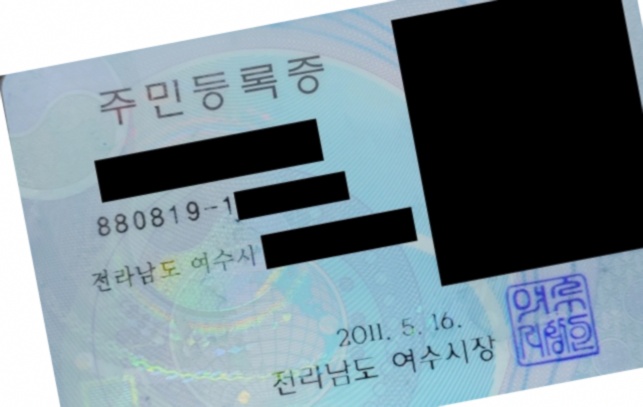 주민등록증
880819-1
전라남도 여수시
2011. 5. 16.
전라남도 여수시장